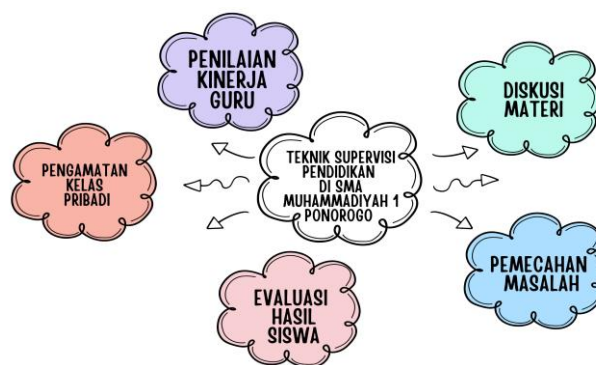 PENILAIAN
KINERJA
GURU
DISKUSI
MATERI
PENGAMATAN
KELAS
PRIBADI
TEKNIK SUPERVISI
PENDIDIKAN
DI SMA
MUHAMMADIYAH 1
PONOROGO
PEMECAHAN
MASALAH
EVALUASI
HASIL
SISWA